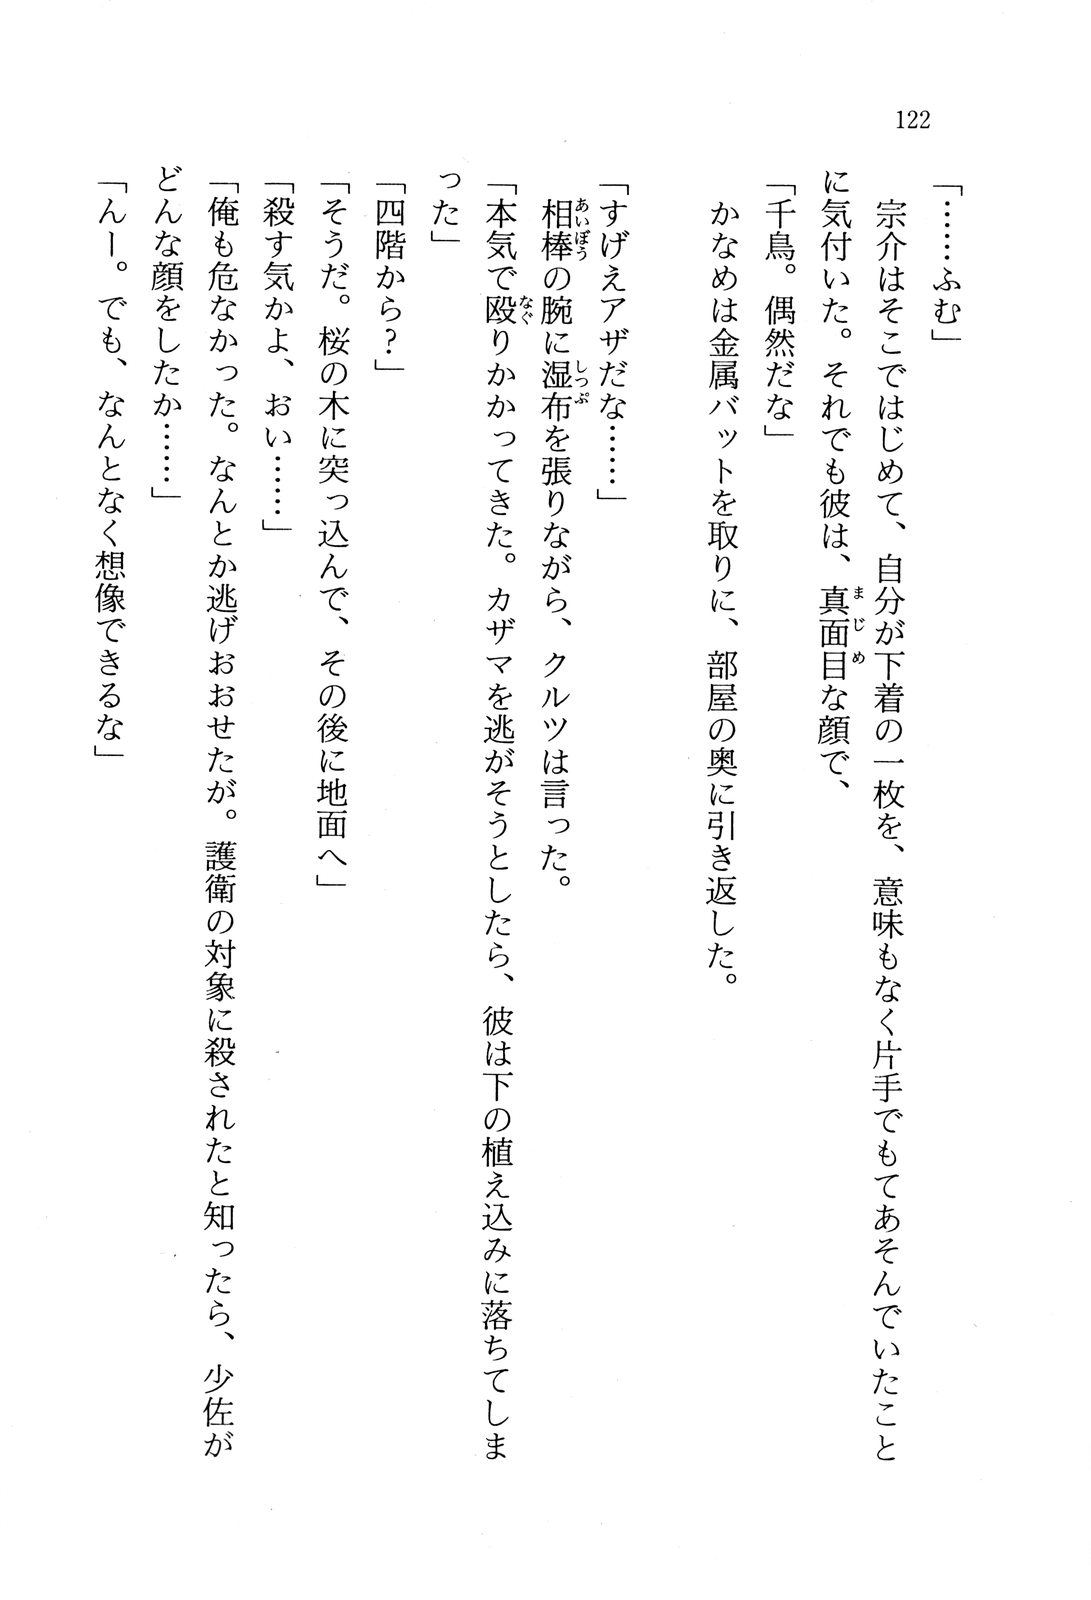 122
「……ふむ」
宗介はそこではじめて、自分が下着の一枚を、意味もなく片手でもてあそんでいたこと
に気付いた。それでも彼は、真面目な顔で、
「千鳥。偶然だな」
かなめは金属バットを取りに、部屋の奥に引き返した。
「すげえアザだな……」
相棒の腕に湿布を張りながら、クルツは言った。
「本気で殴りかかってきた。カザマを逃がそうとしたら、彼は下の植え込みに落ちてしま
った」
「四階から？」
「そうだ。桜の木に突っ込んで、その後に地面へ」
「殺す気かよ、おい……」
「俺も危なかった。なんとか逃げおおせたが。護衛の対象に殺されたと知ったら、少佐が
どんな顔をしたか……」
「んー。でも、なんとなく想像できるな」